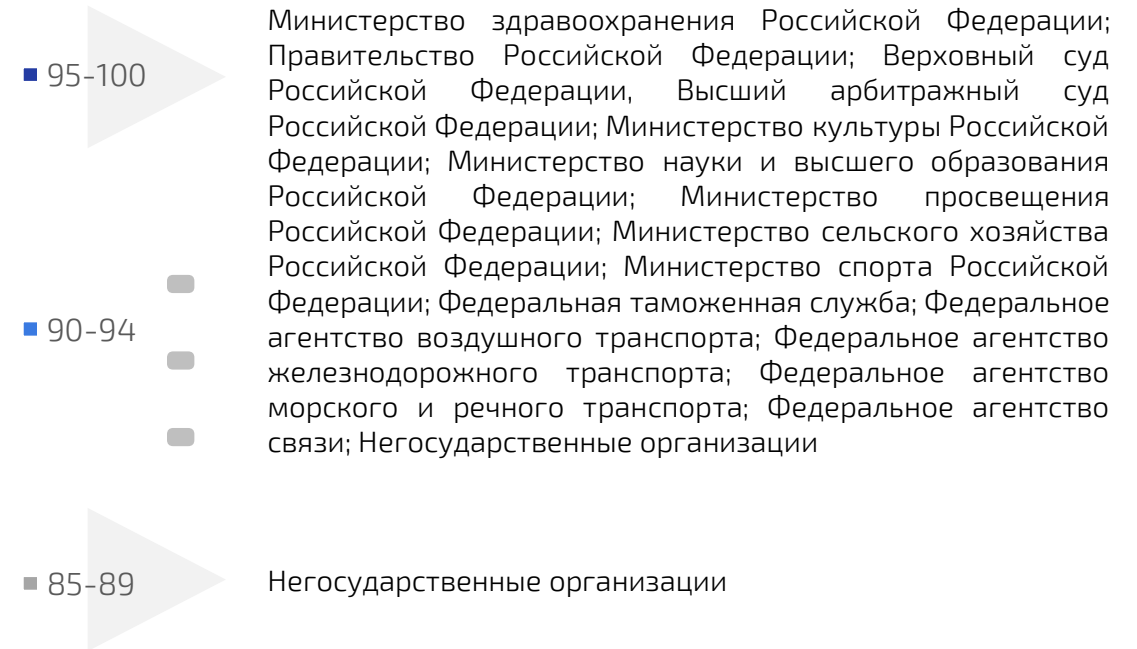 95-100
Министерство здравоохранения Российской Федерации;
Правительство Российской Федерации; Верховный суд
Российской Федерации, Высший арбитражный суд
Российской Федерации; Министерство культуры Российской
Федерации; Министерство науки и высшего образования
Российской Федерации; Министерство просвещения
Российской Федерации; Министерство сельского хозяйства
Российской Федерации; Министерство спорта Российской
Федерации; Федеральная таможенная служба; Федеральное
агентство воздушного транспорта; Федеральное агентство
железнодорожного транспорта; Федеральное агентство
морского и речного транспорта; Федеральное агентство
связи; Негосударственные организации
90-94
85-89
Негосударственные организации